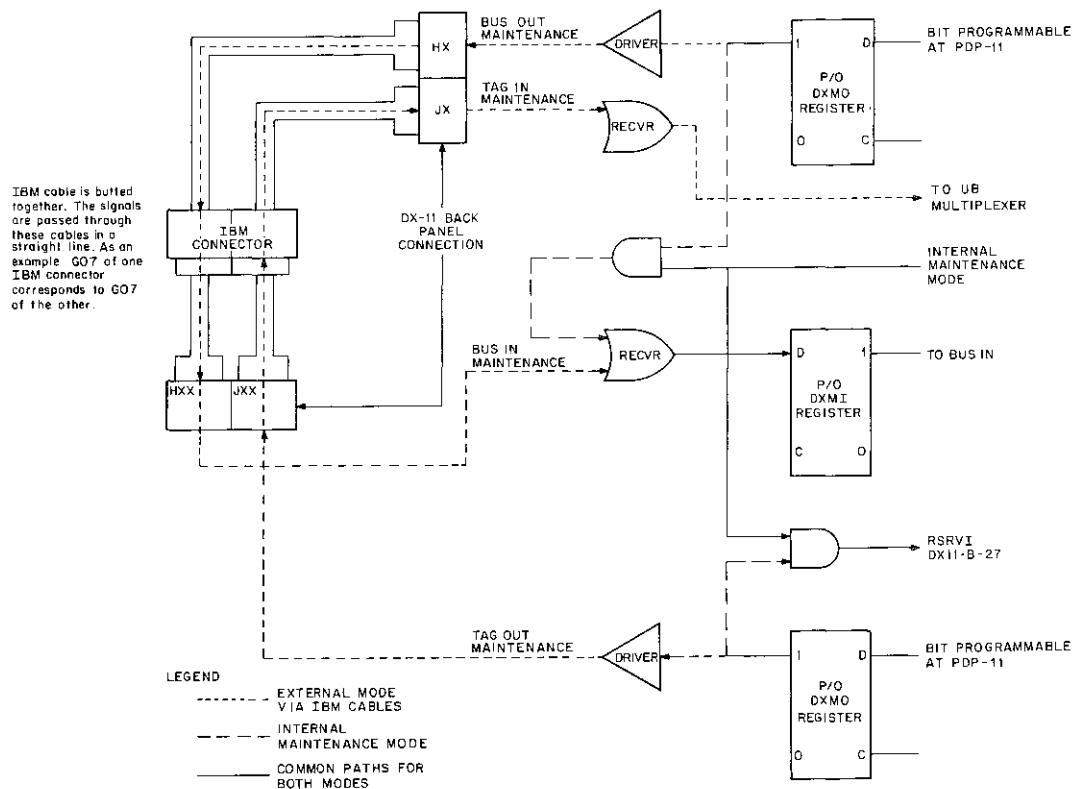 BUS OUT
MAINTENANCE
HX
DRIVER
1
D
BIT PROGRAMMABLE
AT PDP-11
P/O
DXMO
REGISTER
O
C
TAG IN
MAINTENANCE
JX
RECVR
TO UB
MULTIPLEXER
IBM cable is butted
together. The signals
are passed through
these cables in a
straight line. As an
example GO7 of one
IBM connector
corresponds to GO7
of the other.
IBM
CONNECTOR
DX-11 BACK
PANEL
CONNECTION
INTERNAL
MAINTENANCE
MODE
HXX
JXX
BUS IN
MAINTENANCE
RECVR
D
1
TO BUS IN
P/O
DXMI
REGISTER
C
O
RSRVI
DX11-B-27
TAG OUT
MAINTENANCE
DRIVER
1
D
BIT PROGRAMMABLE
AT PDP-11
P/O
DXMO
REGISTER
O
C
LEGEND
EXTERNAL MODE
VIA IBM CABLES
INTERNAL
MAINTENANCE MODE
COMMON PATHS FOR
BOTH MODES